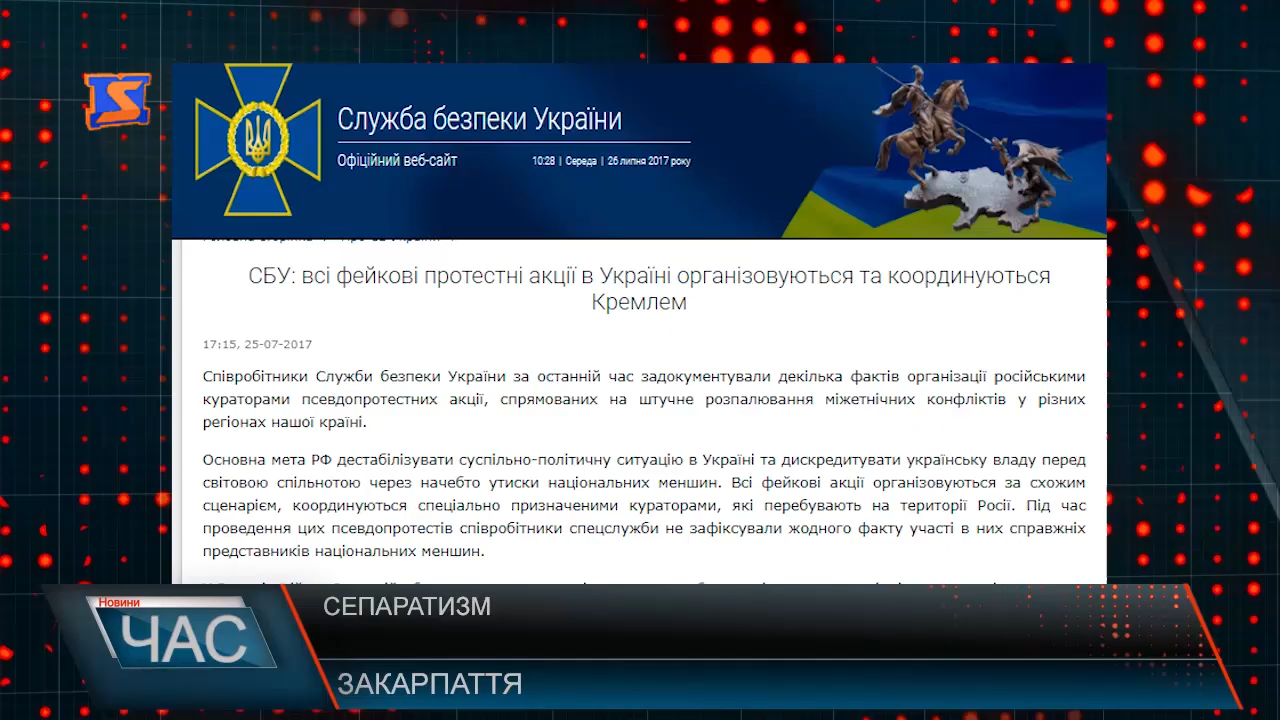 Служба безпеки України
Офіційний веб-сайт 10:28 | Середа | 26 липня 2017 року
СБУ: всі фейкові протестні акції в Україні організовуються та координуються
Кремлем
17:15, 25-07-2017
Співробітники Служби безпеки України за останній час задокументували декілька фактів організації російськими
кураторами псевдопротестних акції, спрямованих на штучне розпалювання міжетнічних конфліктів у різних
регіонах нашої країні.
Основна мета РФ дестабілізувати суспільно-політичну ситуацію в Україні та дискредитувати українську владу перед
світовою спільнотою через начебто утиски національних меншин. Всі фейкові акції організовуються за схожим
сценарієм, координуються спеціально призначеними кураторами, які перебувають на території Росії. Під час
проведення цих псевдопротестів співробітники спецслужби не зафіксували жодного факту участі в них справжніх
представників національних меншин.
Новини
ЧАС
СЕПАРАТИЗМ
ЗАКАРПАТТЯ